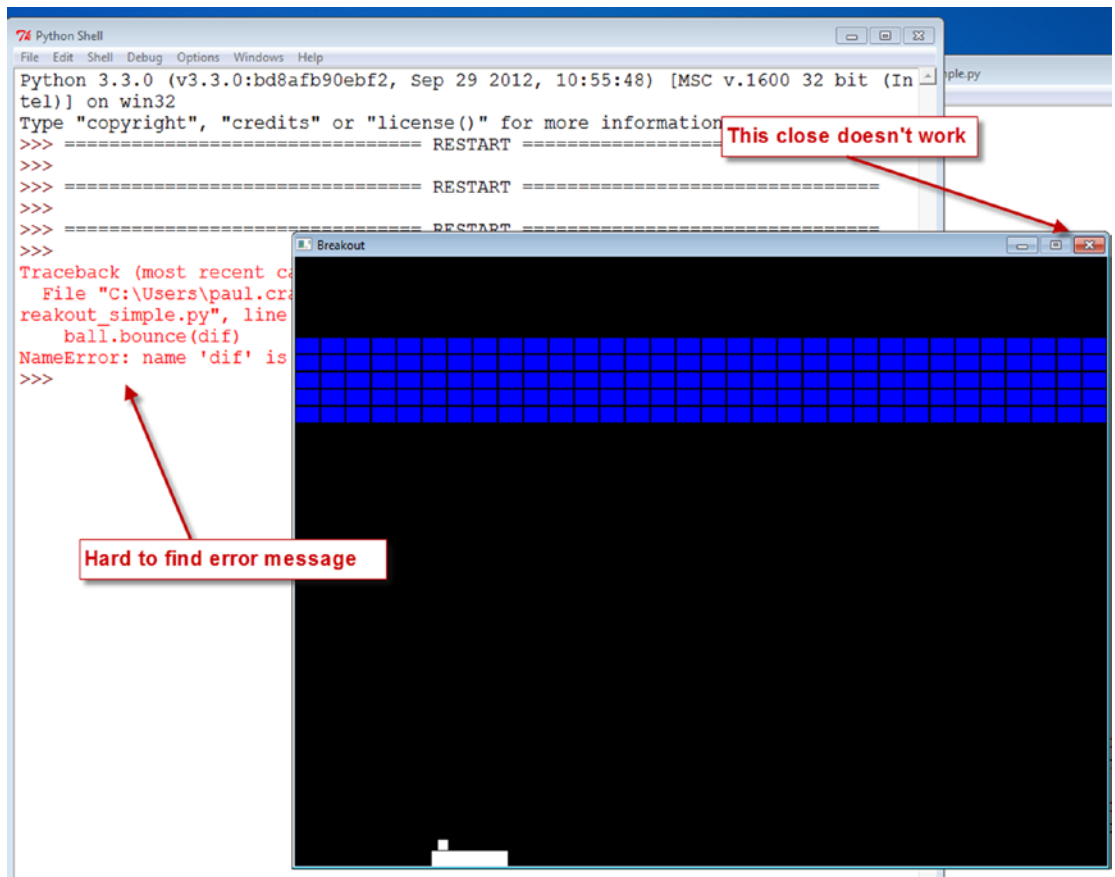 Python Shell
File Edit Shell Debug Options Windows Help
Python 3.3.0 (v3.3.0:bd8afb90ebf2, Sep 29 2012, 10:55:48) [MSC v.1600 32 bit (In
tel)] on win32
Type "copyright", "credits" or "license()" for more information
>>> ================================ RESTART ====================
>>>
>>> ================================ RESTART ================================
>>>
>>> ================================ RESTART ================================
>>>
Traceback (most recent ca
File "C:\Users\paul.cra
reakout_simple.py", line
ball.bounce(dif)
NameError: name 'dif' is
>>>
ple.py
This close doesn't work
Breakout
Hard to find error message